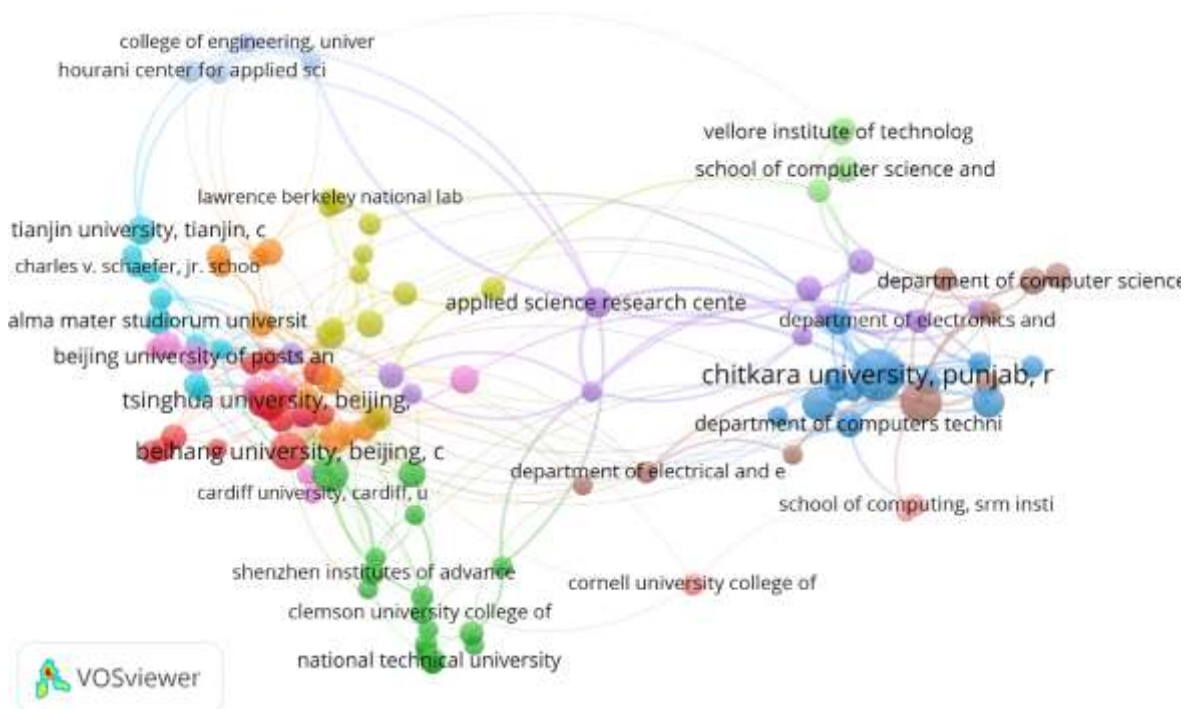 college of engineering, univer
hourani center for applied sci
vellore institute of technolog
school of computer science and
lawrence berkeley national lab
tianjin university, tianjin, c
charles v. schaefer, jr. schoo
department of computer science
applied science research cente
department of electronics and
alma mater studiorum universit
beijing university of posts an
chitkara university, punjab, r
tsinghua university, beijing,
department of computers techni
beihang university, beijing, c
department of electrical and e
cardiff university, cardiff, u
school of computing, srm insti
shenzhen institutes of advance
cornell university college of
clemson university college of
national technical university
VOSviewer